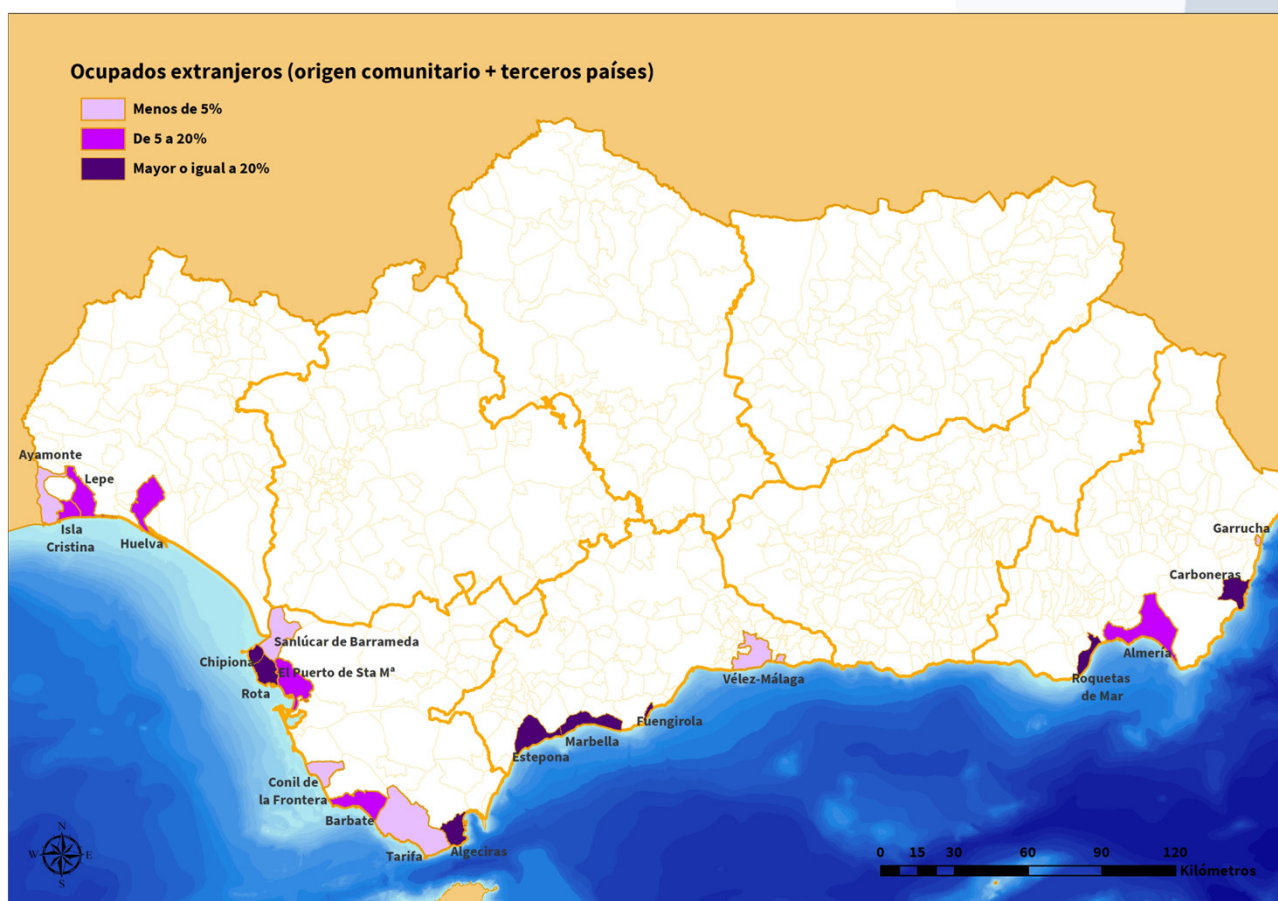 Ocupados extranjeros (origen comunitario + terceros países)
Menos de 5%
De 5 a 20%
Mayor o igual a 20%
Ayamonte
Lepe
Isla
Cristina
Huelva
Garrucha
Carboneras
Sanlúcar de Barrameda
Chipiona
El Puerto de Sta Mª
Rota
Almería
Vélez-Málaga
Roquetas
de Mar
Fuengirola
Marbella
Estepona
Conil de
la Frontera
Barbate
Tarifa
Algeciras
N
W E
S
0 15 30 60 90 120
Kilómetros